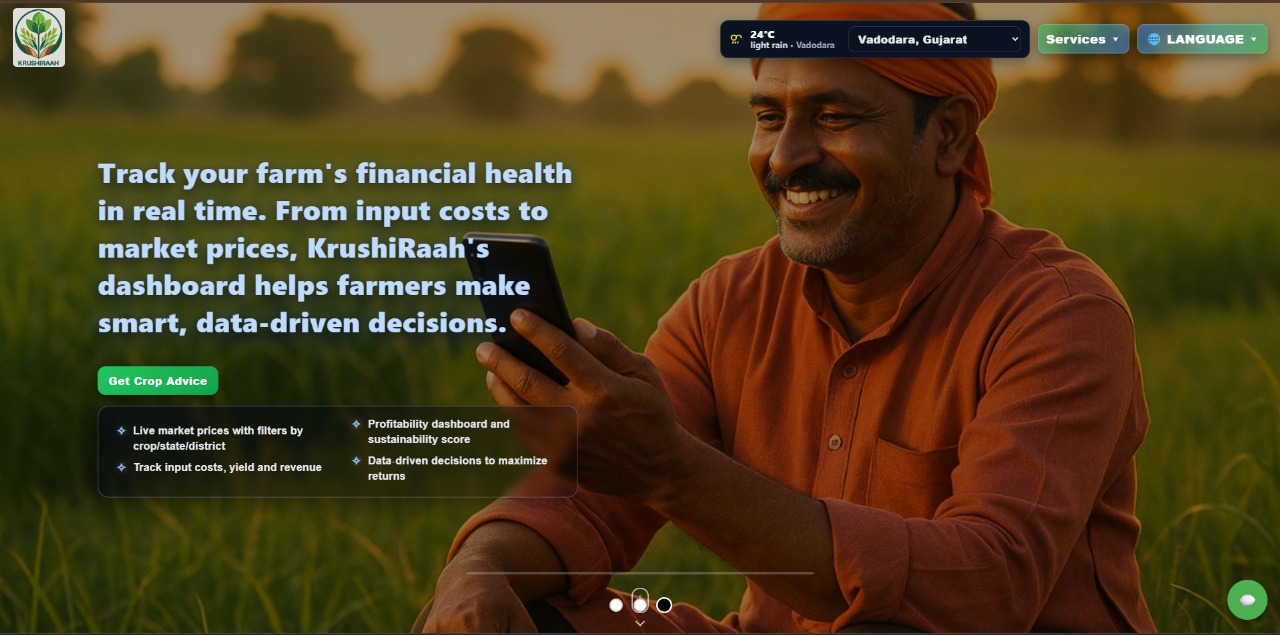 KRUSHIRAAH
24°C
light rain • Vadodara
Vadodara, Gujarat
Services
LANGUAGE
Track your farm's financial health
in real time. From input costs to
market prices, KrushiRaah's
dashboard helps farmers make
smart, data-driven decisions.
Get Crop Advice
Live market prices with filters by
crop/state/district
Track input costs, yield and revenue
Profitability dashboard and
sustainability score
Data-driven decisions to maximize
returns